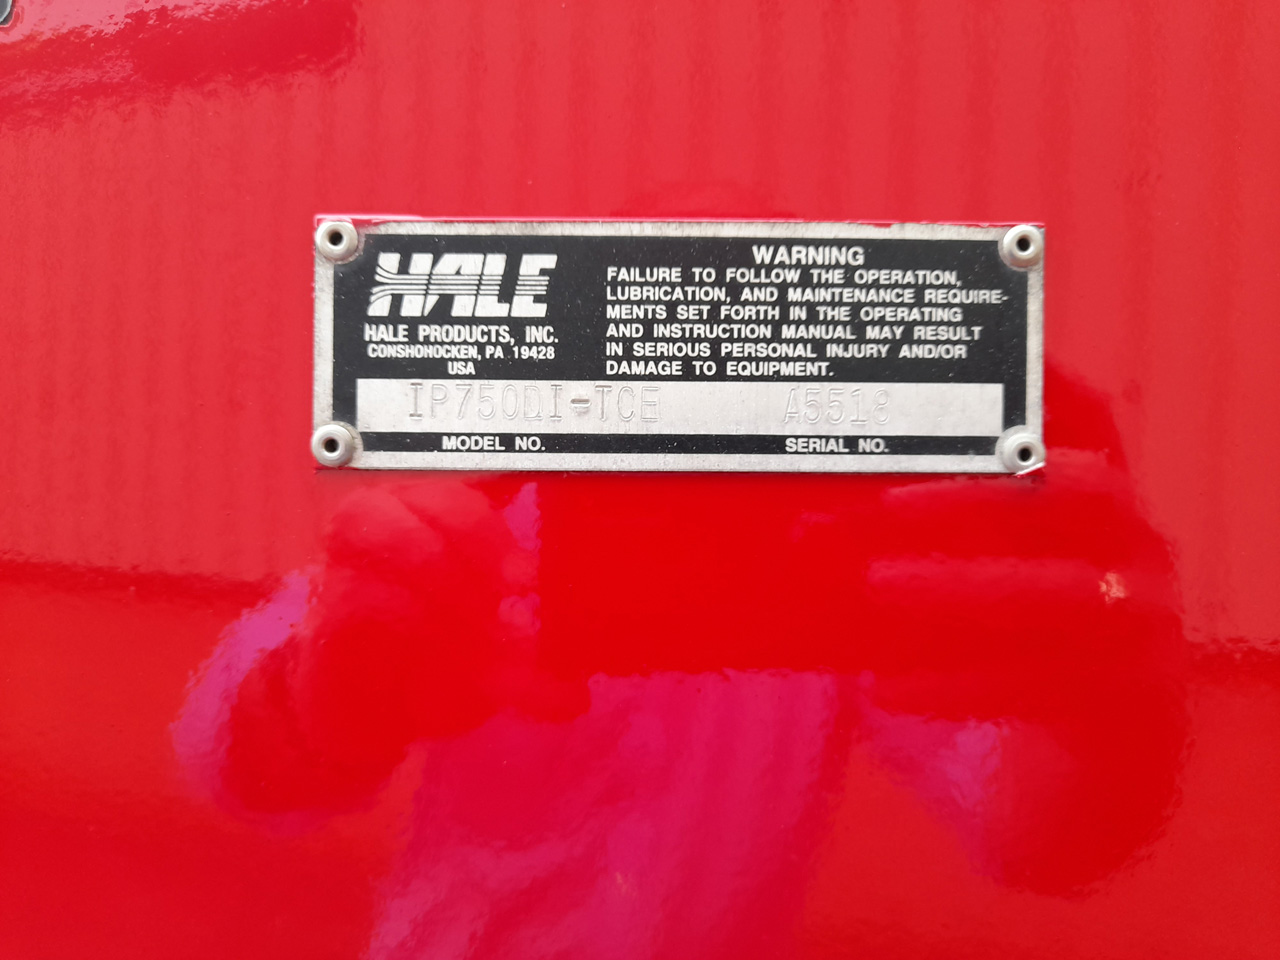 HALE
HALE PRODUCTS, INC.
CONSHOHOCKEN, PA 19428
USA
WARNING
FAILURE TO FOLLOW THE OPERATION,
LUBRICATION, AND MAINTENANCE REQUIRE-
MENTS SET FORTH IN THE OPERATING
AND INSTRUCTION MANUAL MAY RESULT
IN SERIOUS PERSONAL INJURY AND/OR
DAMAGE TO EQUIPMENT.
IP750DI-TCE A5518
MODEL NO. SERIAL NO.